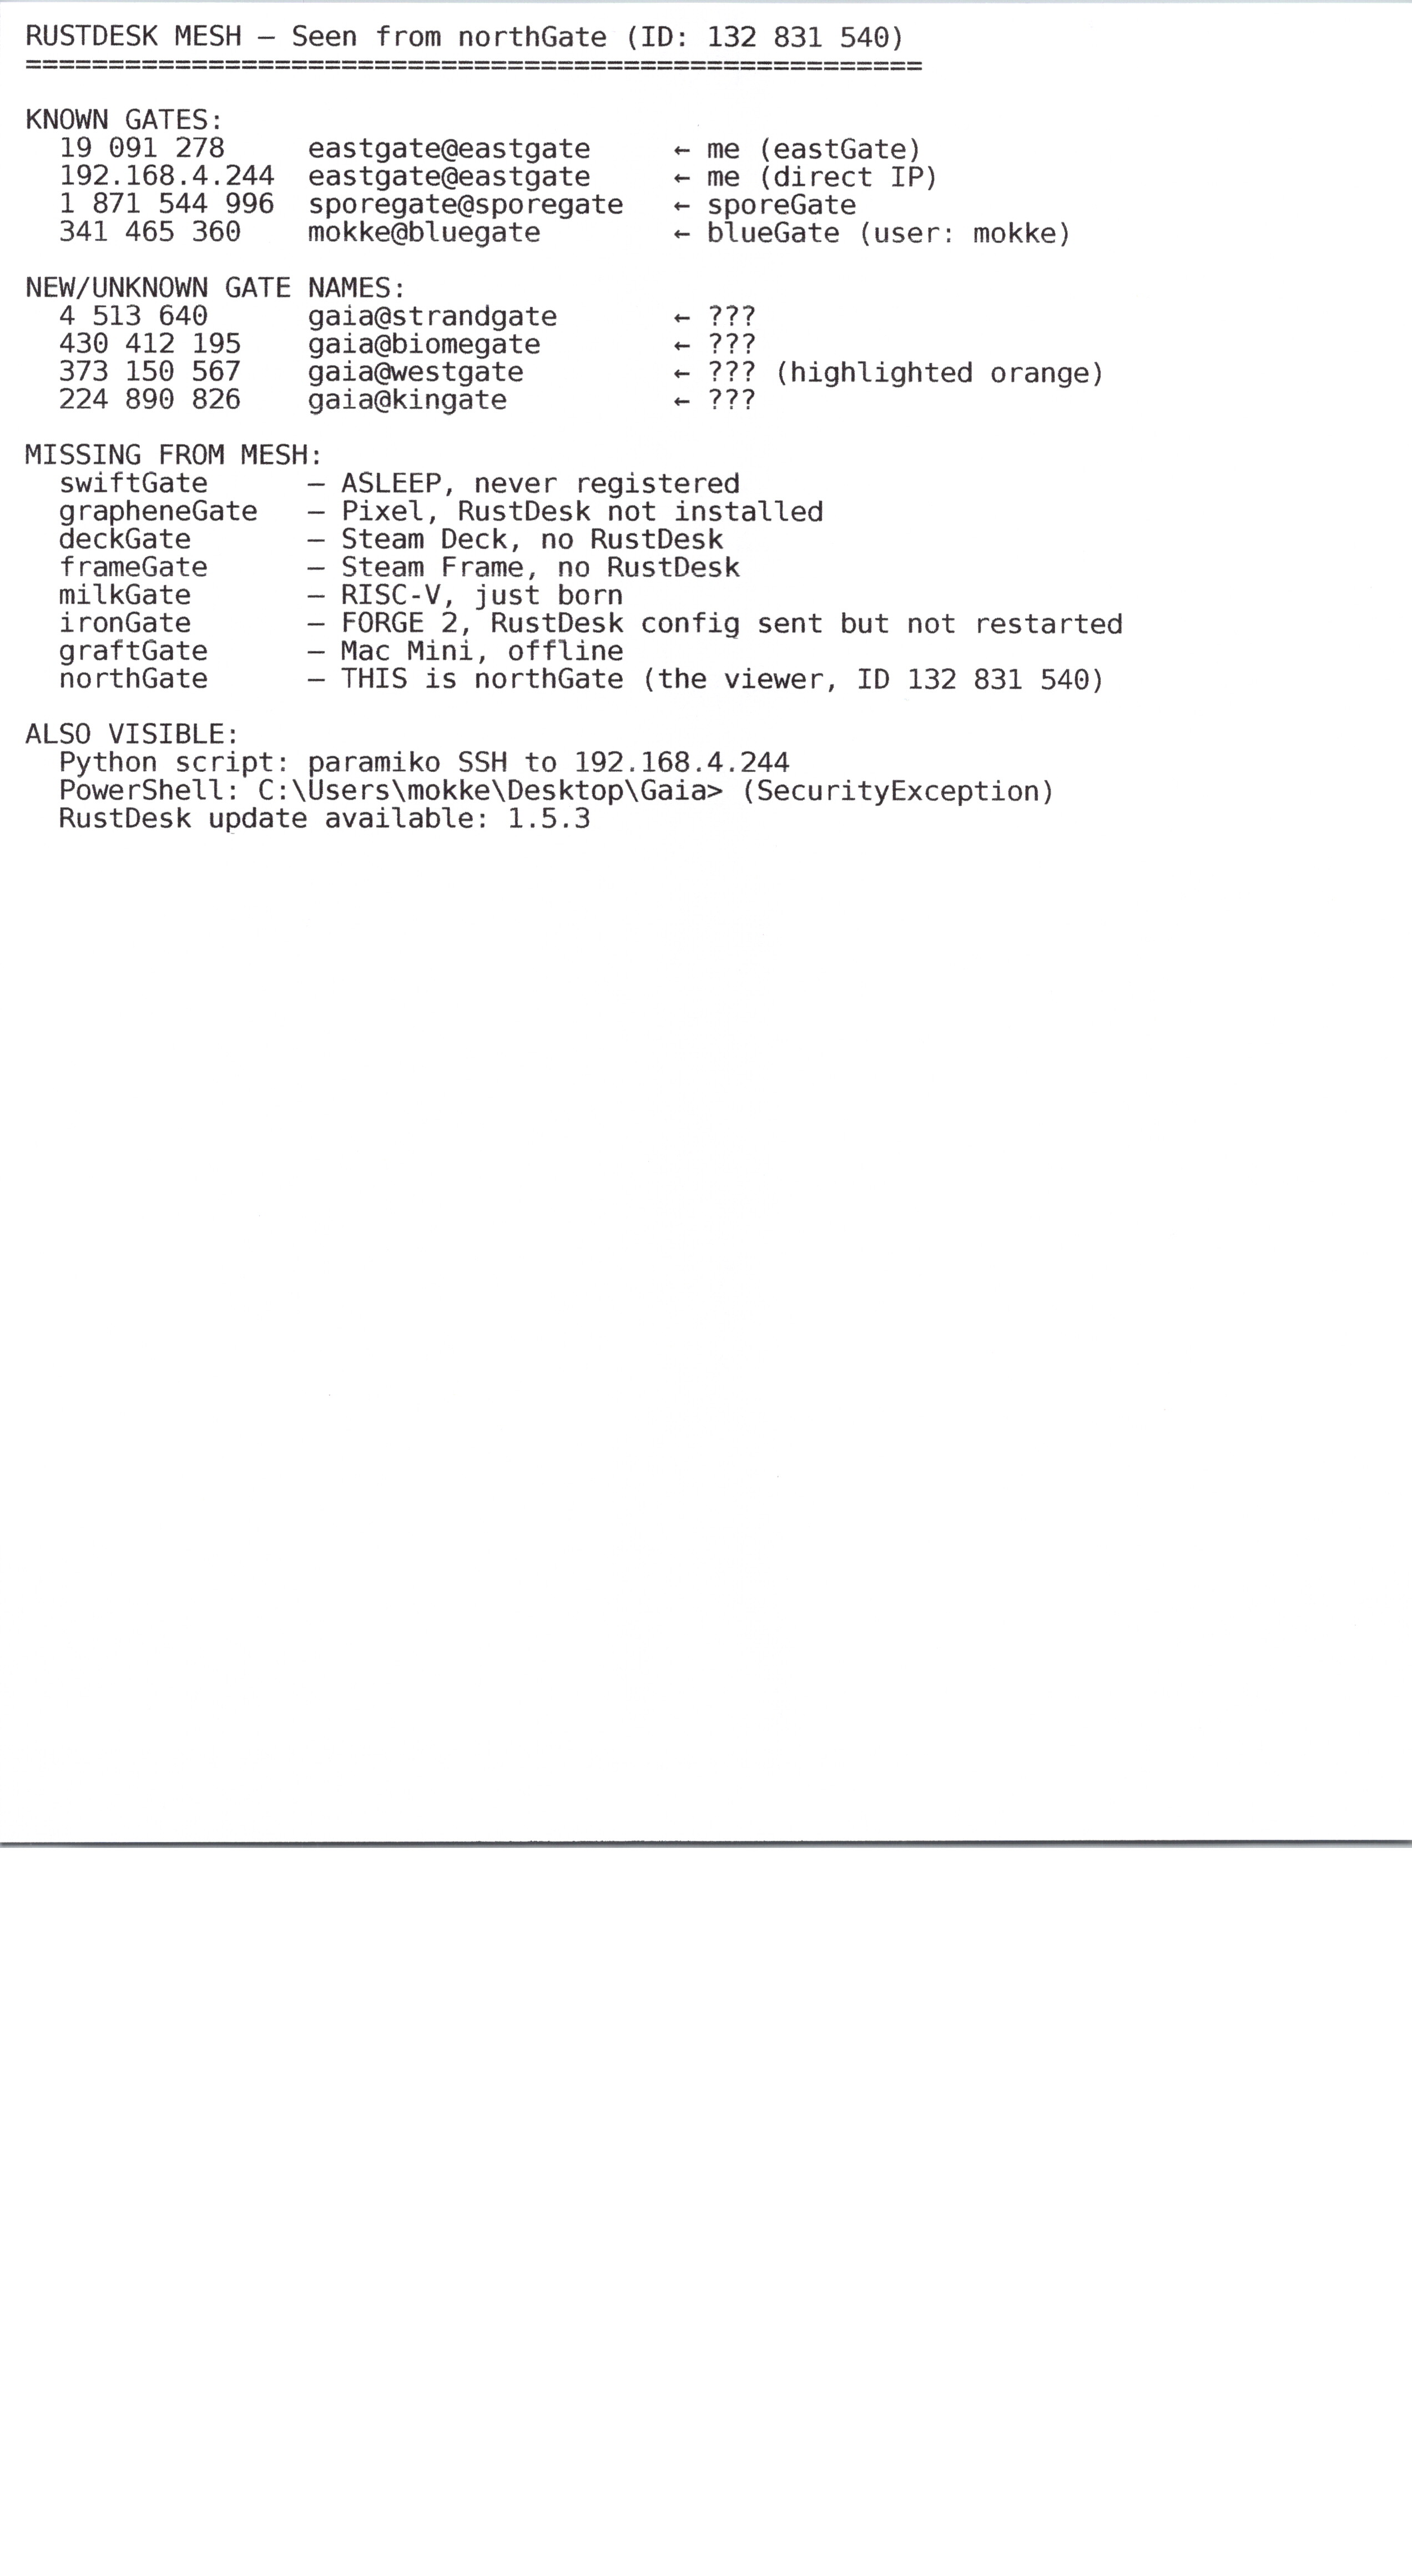 RUSTDESK MESH — Seen from northGate (ID: 132 831 540)
======================================================
KNOWN GATES:
19 091 278 eastgate@eastgate ← me (eastGate)
192.168.4.244 eastgate@eastgate ← me (direct IP)
1 871 544 996 sporegate@sporegate ← sporeGate
341 465 360 mokke@bluegate ← blueGate (user: mokke)
NEW/UNKNOWN GATE NAMES:
4 513 640 gaia@strandgate ← ???
430 412 195 gaia@biomegate ← ???
373 150 567 gaia@westgate ← ??? (highlighted orange)
224 890 826 gaia@kingate ← ???
MISSING FROM MESH:
swiftGate — ASLEEP, never registered
grapheneGate — Pixel, RustDesk not installed
deckGate — Steam Deck, no RustDesk
frameGate — Steam Frame, no RustDesk
milkGate — RISC-V, just born
ironGate — FORGE 2, RustDesk config sent but not restarted
graftGate — Mac Mini, offline
northGate — THIS is northGate (the viewer, ID 132 831 540)
ALSO VISIBLE:
Python script: paramiko SSH to 192.168.4.244
PowerShell: C:\Users\mokke\Desktop\Gaia> (SecurityException)
RustDesk update available: 1.5.3